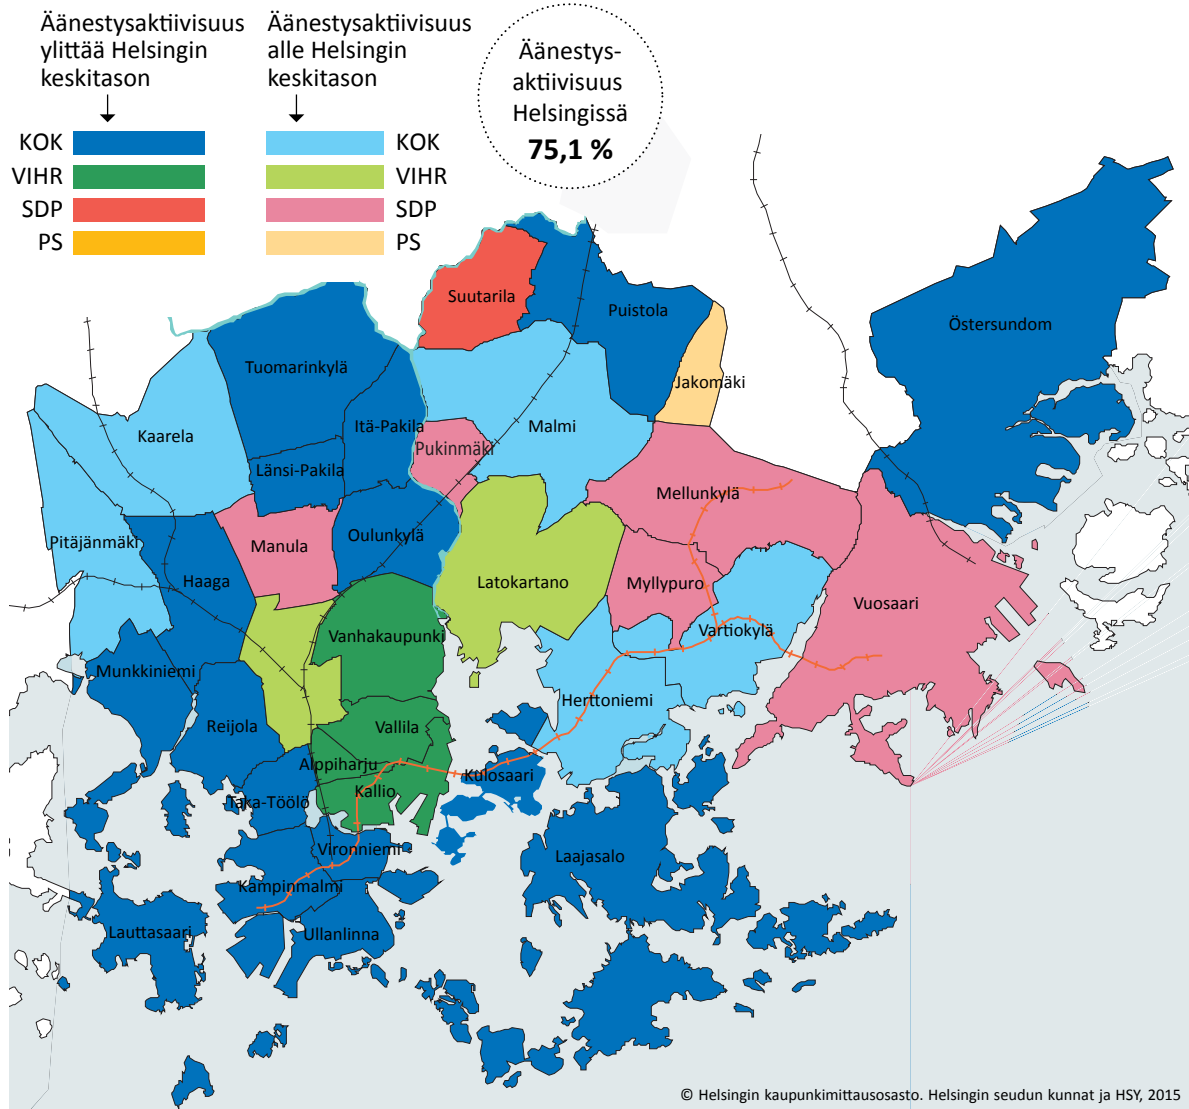 Äänestysaktiivisuus
ylittää Helsingin
keskitason
Äänestysaktiivisuus
alle Helsingin
keskitason
Äänestys-
aktiivisuus
Helsingissä
75,1 %
KOK
KOK
VIHR
VIHR
SDP
SDP
PS
PS
Suutarila
Puistola
Östersundom
Tuomarinkylä
Jakomäki
Kaarela
Itä-Pakila
Malmi
Pukinmäki
Länsi-Pakila
Mellunkylä
Pitäjänmäki
Manula
Oulunkylä
Haaga
Latokartano
Myllypuro
Vuosaari
Vanhakaupunki
Vartiokylä
Munkkiniemi
Herttoniemi
Reijola
Vallila
Alppiharju
Kulosaari
Kallio
Taka-Töölö
Vironniemi
Laajasalo
Kampinmalmi
Lauttasaari
Ullanlinna
© Helsingin kaupunkimittausosasto. Helsingin seudun kunnat ja HSY, 2015